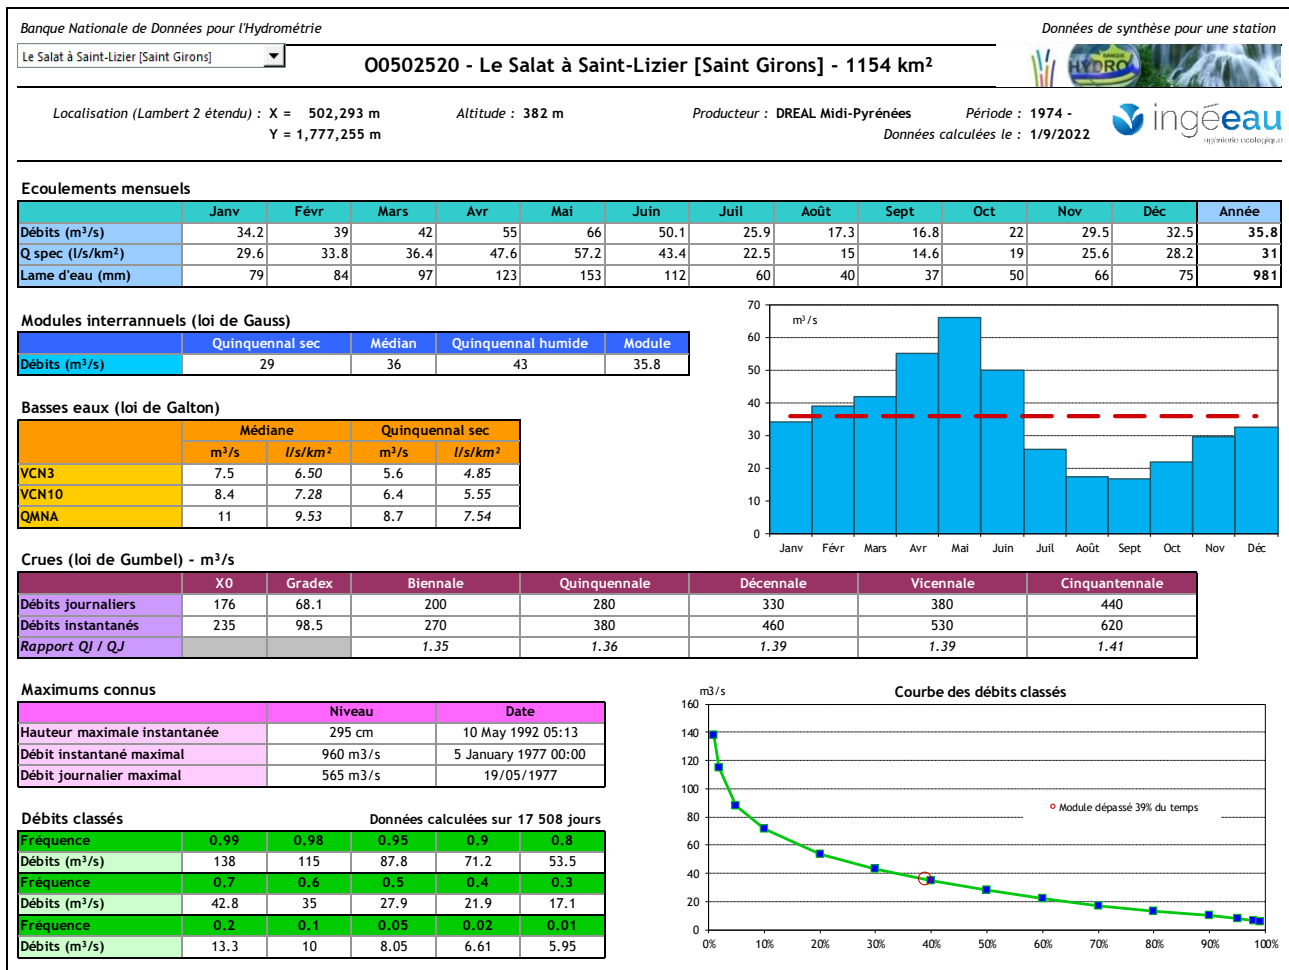 Banque Nationale de Données pour l'Hydrométrie
Données de synthèse pour une station
Le Salat à Saint-Lizier [Saint Girons]
O0502520 - Le Salat à Saint-Lizier [Saint Girons] - 1154 km²
BANQUE HYDRO
Localisation (Lambert 2 étendu) : X = 502,293 m Altitude : 382 m Producteur : DREAL Midi-Pyrénées Période : 1974 -
Y = 1,777,255 m Données calculées le : 1/9/2022
ingéeau
ingénierie écologique
Ecoulements mensuels
Janv Févr Mars Avr Mai Juin Juil Août Sept Oct Nov Déc Année
Débits (m³/s) 34.2 39 42 55 66 50.1 25.9 17.3 16.8 22 29.5 32.5 35.8
Q spec (l/s/km²) 29.6 33.8 36.4 47.6 57.2 43.4 22.5 15 14.6 19 25.6 28.2 31
Lame d'eau (mm) 79 84 97 123 153 112 60 40 37 50 66 75 981
Modules interrannuels (loi de Gauss)
Quinquennal sec Médian Quinquennal humide Module
Débits (m³/s) 29 36 43 35.8
Basses eaux (loi de Galton)
Médiane Quinquennal sec
m³/s l/s/km² m³/s l/s/km²
VCN3 7.5 6.50 5.6 4.85
VCN10 8.4 7.28 6.4 5.55
QMNA 11 9.53 8.7 7.54
m³/s
70
60
50
40
30
20
10
0
Janv Févr Mars Avr Mai Juin Juil Août Sept Oct Nov Déc
Crues (loi de Gumbel) - m³/s
X0 Gradex Biennale Quinquennale Décennale Vicennale Cinquantennale
Débits journaliers 176 68.1 200 280 330 380 440
Débits instantanés 235 98.5 270 380 460 530 620
Rapport QI / QJ 1.35 1.36 1.39 1.39 1.41
Maximums connus
Niveau Date
Hauteur maximale instantanée 295 cm 10 May 1992 05:13
Débit instantané maximal 960 m3/s 5 January 1977 00:00
Débit journalier maximal 565 m3/s 19/05/1977
Débits classés Données calculées sur 17 508 jours
Fréquence 0.99 0.98 0.95 0.9 0.8
Débits (m³/s) 138 115 87.8 71.2 53.5
Fréquence 0.7 0.6 0.5 0.4 0.3
Débits (m³/s) 42.8 35 27.9 21.9 17.1
Fréquence 0.2 0.1 0.05 0.02 0.01
Débits (m³/s) 13.3 10 8.05 6.61 5.95
m3/s
Courbe des débits classés
160
140
120
100
80
60
40
20
0
Module dépassé 39% du temps
0% 10% 20% 30% 40% 50% 60% 70% 80% 90% 100%